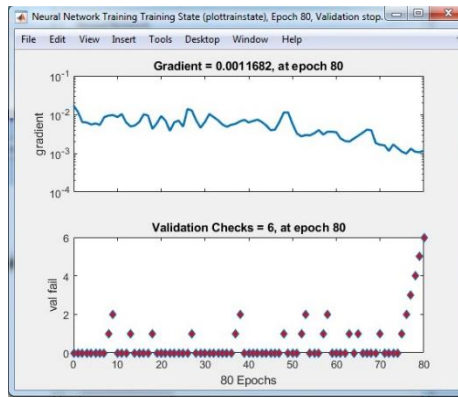 Neural Network Training Training State (plottrainstate), Epoch 80, Validation stop.
File Edit View Insert Tools Desktop Window Help
Gradient = 0.0011682, at epoch 80
10-1
10-2
10-3
10-4
gradient
Validation Checks = 6, at epoch 80
6
4
2
0
val fail
0 10 20 30 40 50 60 70 80
80 Epochs